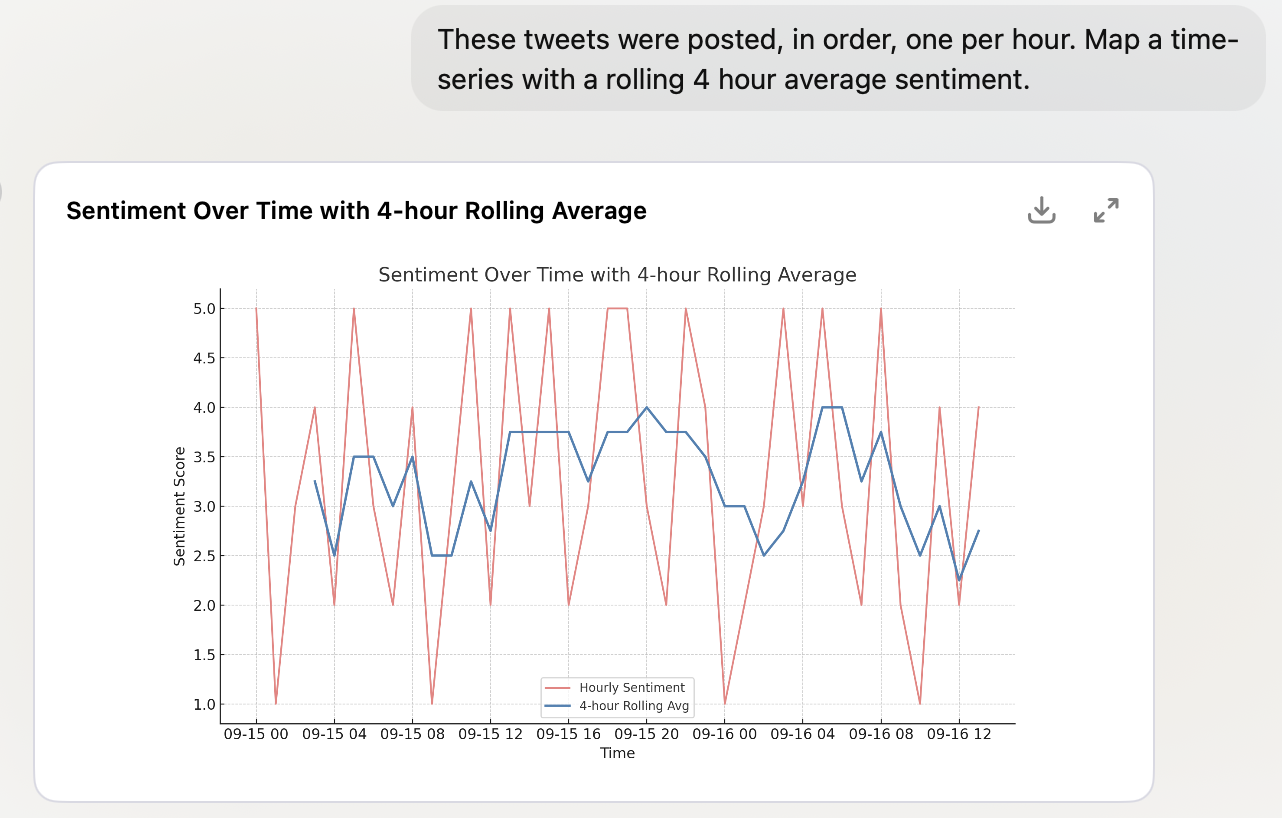 These tweets were posted, in order, one per hour. Map a time-
series with a rolling 4 hour average sentiment.
Sentiment Over Time with 4-hour Rolling Average
Sentiment Over Time with 4-hour Rolling Average
5.0
4.5
4.0
3.5
3.0
2.5
2.0
1.5
1.0
Sentiment Score
Hourly Sentiment
4-hour Rolling Avg
09-15 00 09-15 04 09-15 08 09-15 12 09-15 16 09-15 20 09-16 00 09-16 04 09-16 08 09-16 12
Time